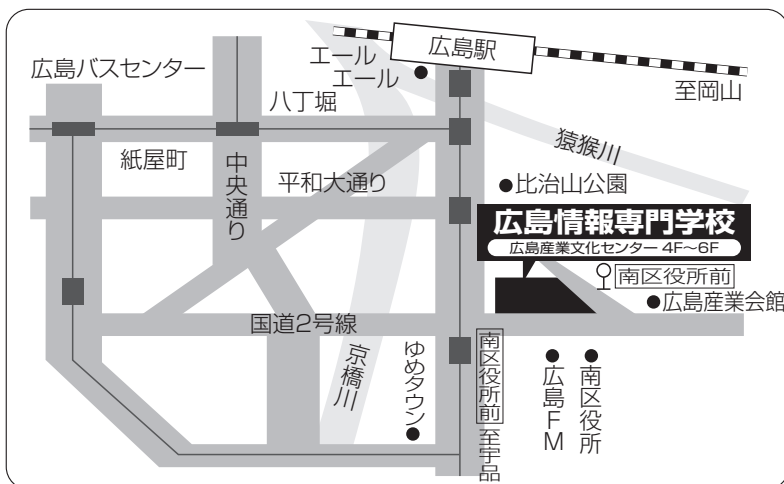 広島駅
エール
エール
広島バスセンター
至岡山
八丁堀
猿猴川
紙屋町
中央通り
平和大通り
比治山公園
広島情報専門学校
広島産業文化センター 4F〜6F
南区役所前
広島産業会館
国道2号線
京橋川
ゆめタウン
南区役所前
至宇品
広島FM
南区役所